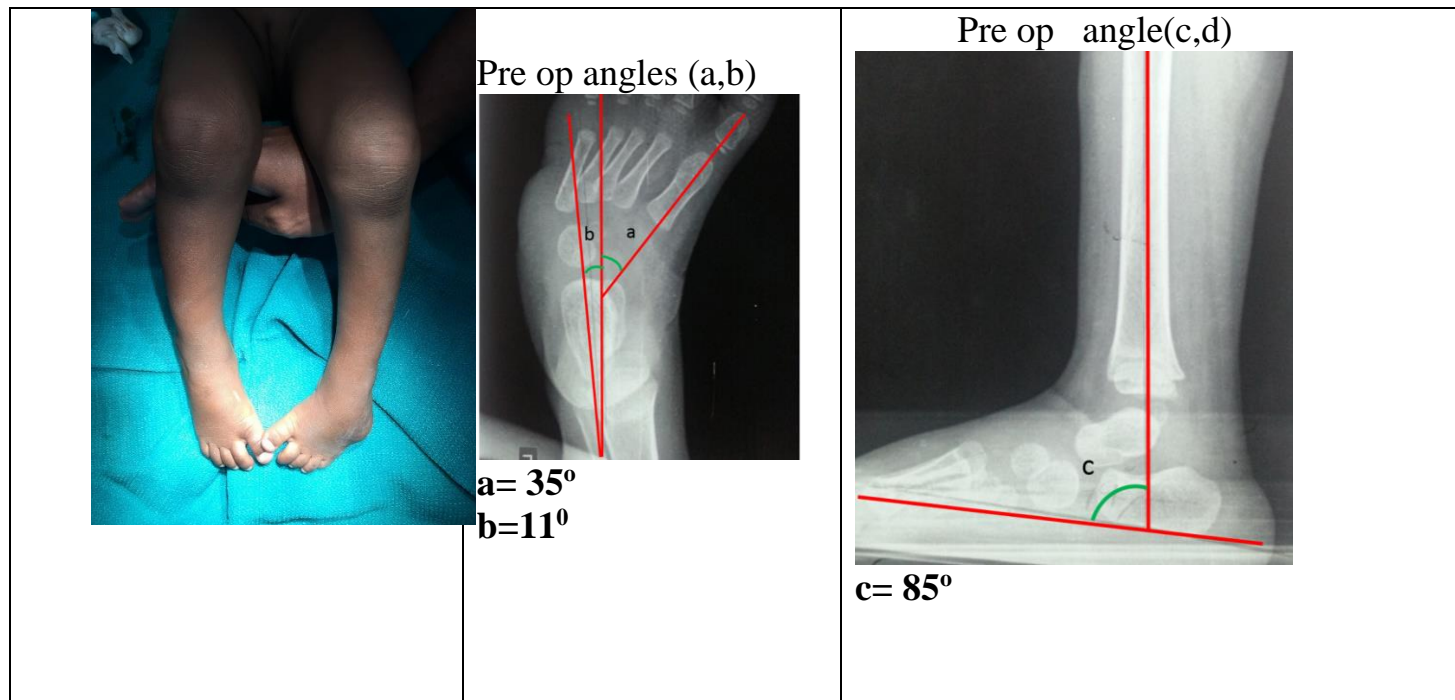 Pre op angles (a,b)
b a
a= 35º
b=11⁰
Pre op angle(c,d)
c
c= 85º